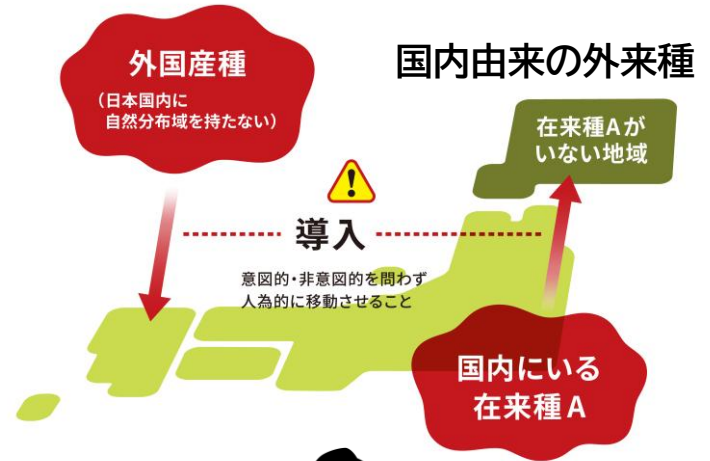 外国産種
(日本国内に
自然分布域を持たない)
国内由来の外来種
在来種Aが
いない地域
導入
意図的・非意図的を問わず
人為的に移動させること
国内にいる
在来種A